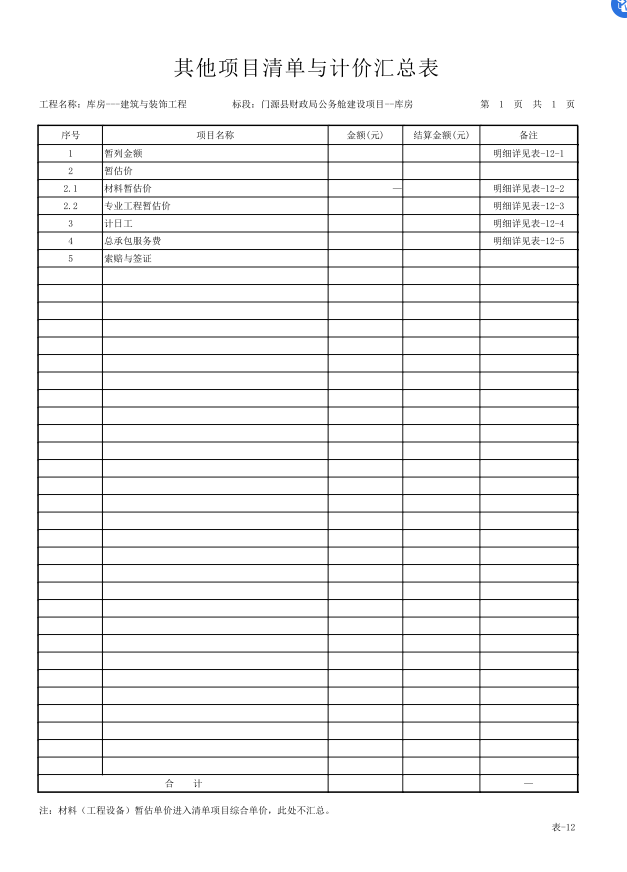 其他项目清单与计价汇总表
工程名称：库房---建筑与装饰工程 标段：门源县财政局公务舱建设项目--库房 第 1 页 共 1 页
序号 项目名称 金额(元) 结算金额(元) 备注
1 暂列金额 明细详见表-12-1
2 暂估价
2.1 材料暂估价 — 明细详见表-12-2
2.2 专业工程暂估价 明细详见表-12-3
3 计日工 明细详见表-12-4
4 总承包服务费 明细详见表-12-5
5 索赔与签证
合 计 —
注：材料（工程设备）暂估单价进入清单项目综合单价，此处不汇总。
表-12